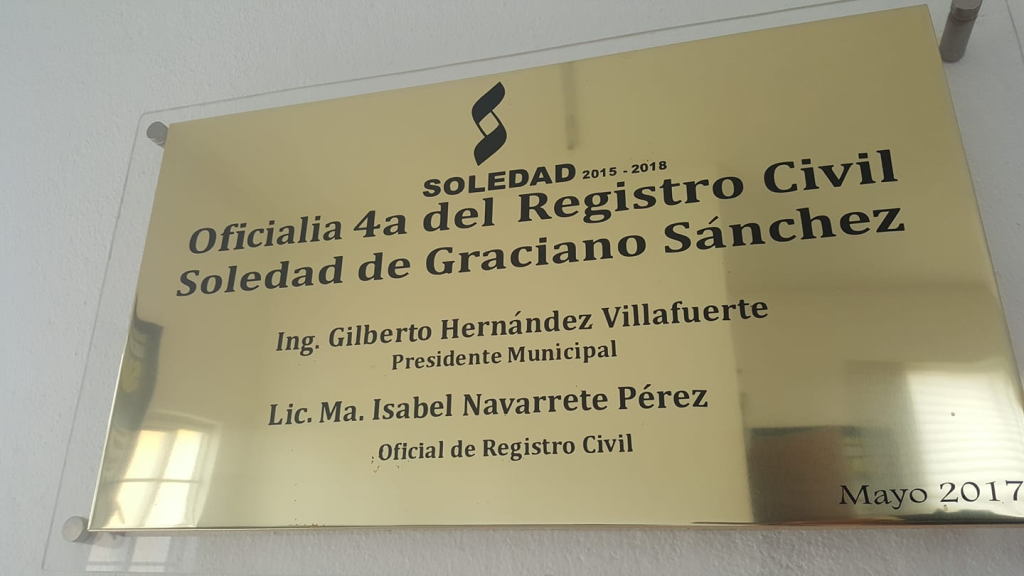 SOLEDAD 2015 - 2018
Oficialia 4a del Registro Civil
Soledad de Graciano Sánchez
Ing. Gilberto Hernández Villafuerte
Presidente Municipal
Lic. Ma. Isabel Navarrete Pérez
Oficial de Registro Civil
Mayo 2017